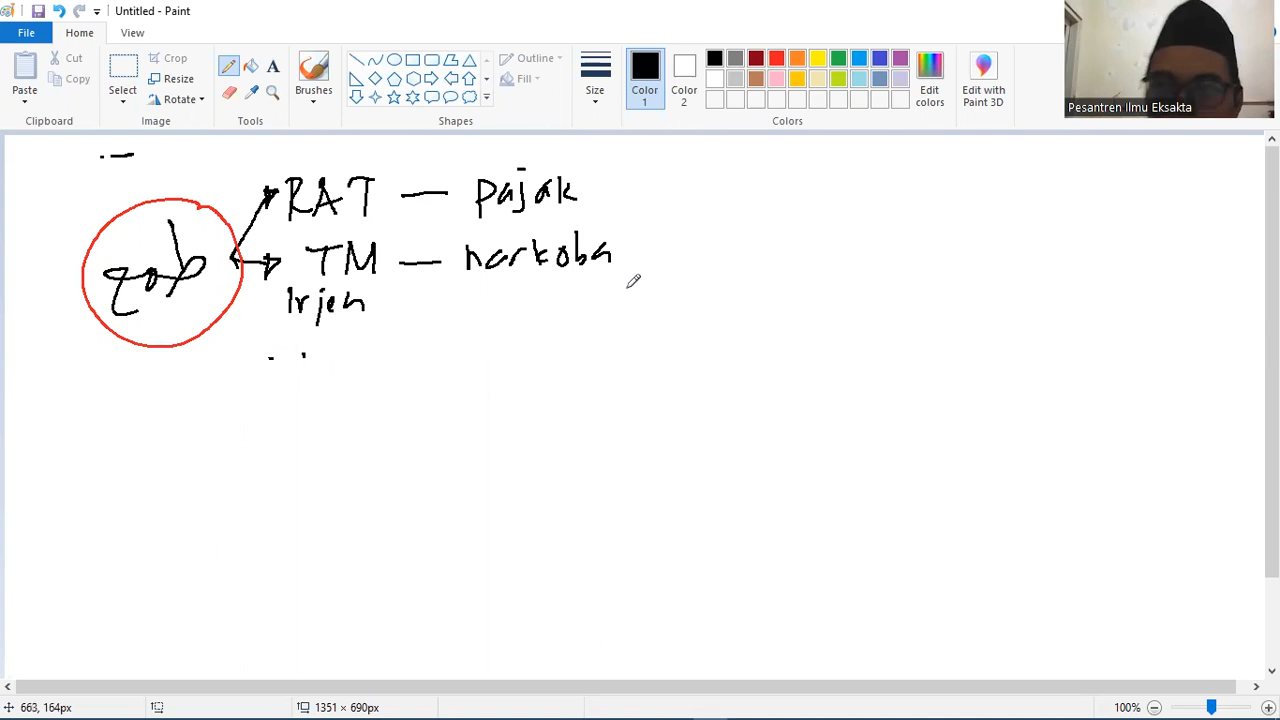 Untitled - Paint
File Home View
Cut
Copy
Paste
Clipboard
Crop
Resize
Rotate
Select
Image
Tools
Brushes
Shapes
Outline
Fill
Size
Color 1
Color 2
Edit colors
Edit with Paint 3D
Colors
Pesantren Ilmu Eksakta
RAT — pajak
TM — narkoba
Irjen
663, 164px
1351 × 690px
100%